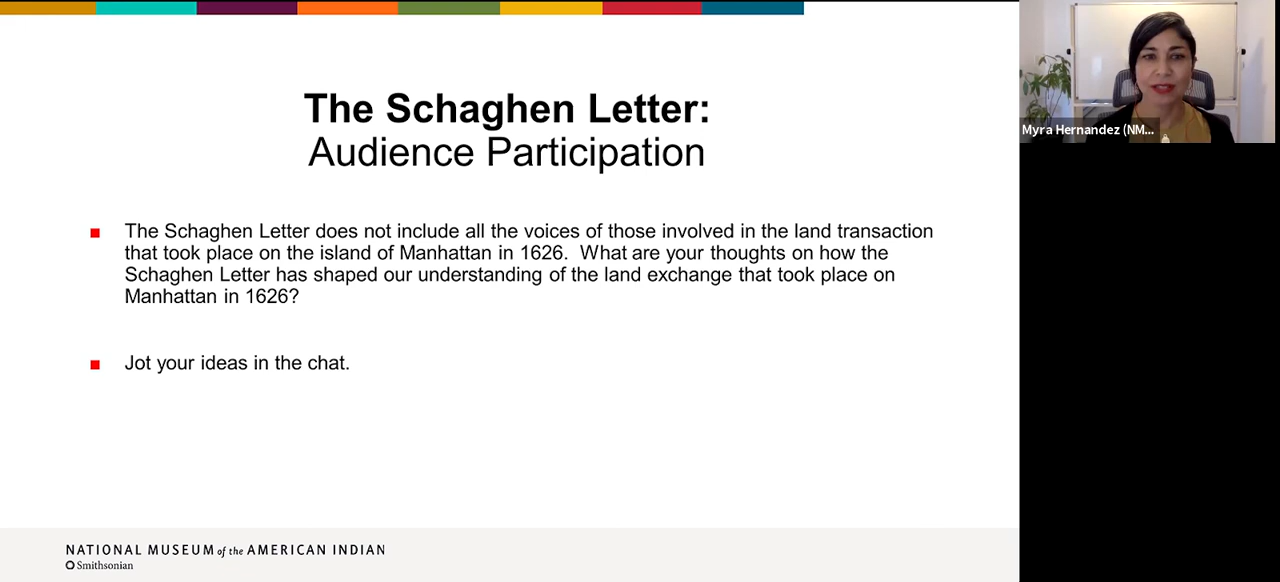 The Schaghen Letter:
Audience Participation
The Schaghen Letter does not include all the voices of those involved in the land transaction
that took place on the island of Manhattan in 1626.  What are your thoughts on how the
Schaghen Letter has shaped our understanding of the land exchange that took place on
Manhattan in 1626?
Jot your ideas in the chat.
NATIONAL MUSEUM of the AMERICAN INDIAN
Smithsonian
Myra Hernandez (NM...